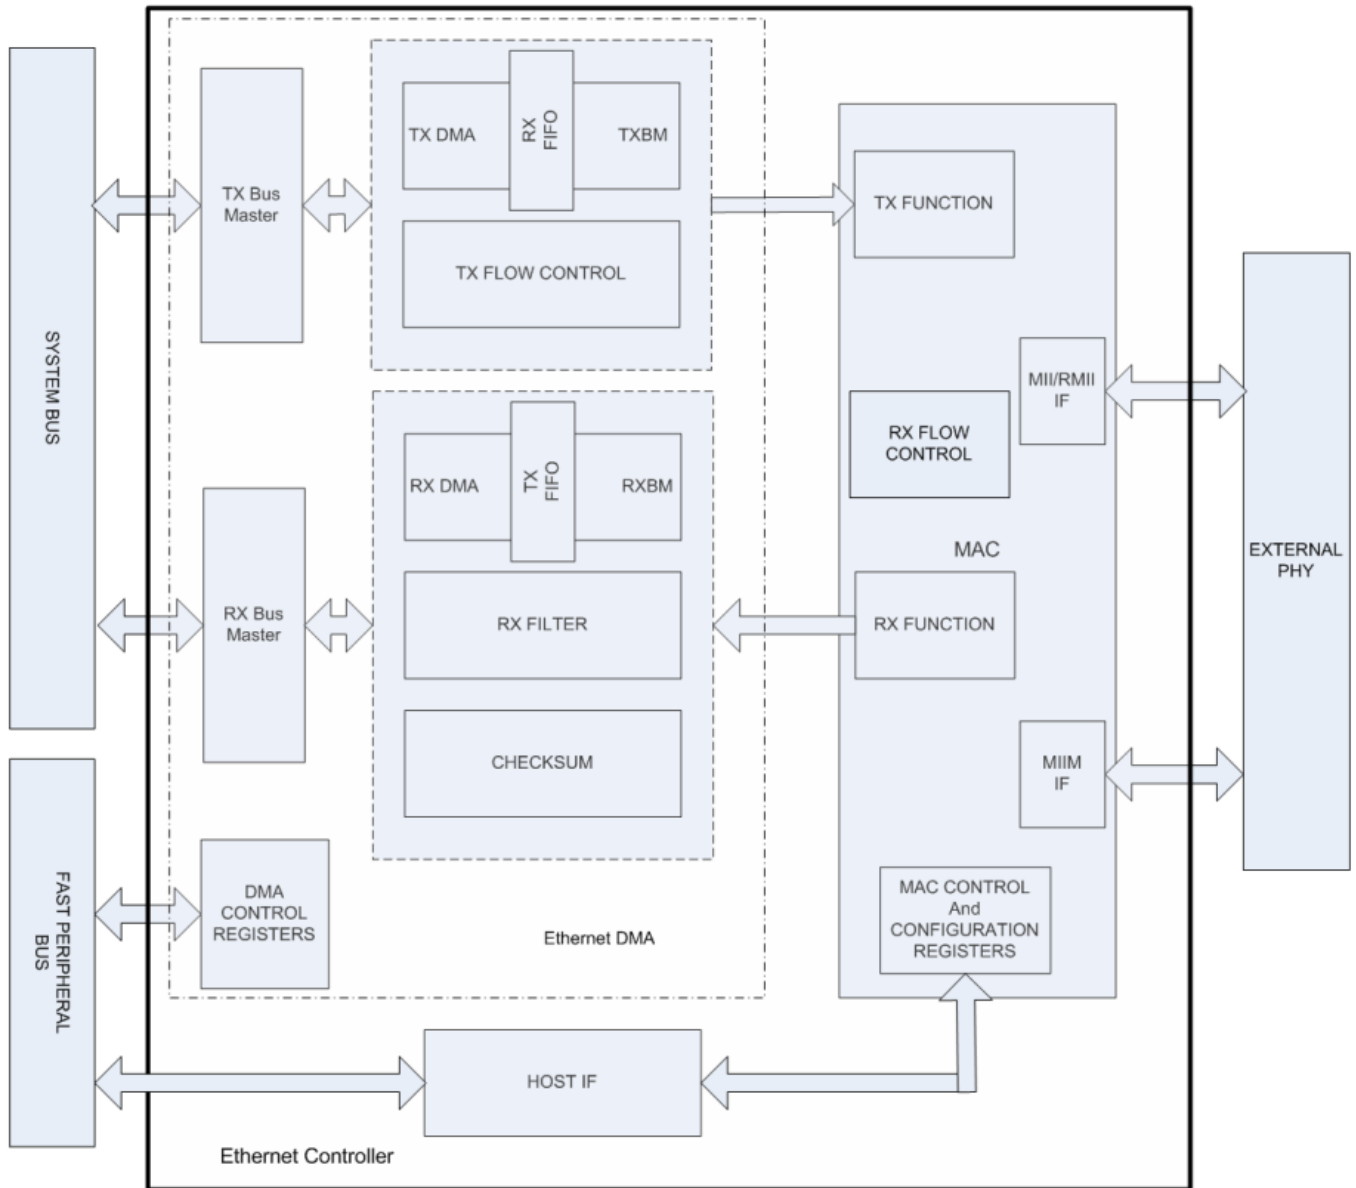 SYSTEM BUS
TX Bus
Master
TX DMA
RX
FIFO
TXBM
TX FLOW CONTROL
TX FUNCTION
MII/RMII
IF
RX FLOW
CONTROL
MAC
RX FUNCTION
MIIM
IF
MAC CONTROL
And
CONFIGURATION
REGISTERS
EXTERNAL
PHY
RX Bus
Master
RX DMA
TX
FIFO
RXBM
RX FILTER
CHECKSUM
FAST PERIPHERAL
BUS
DMA
CONTROL
REGISTERS
Ethernet DMA
HOST IF
Ethernet Controller